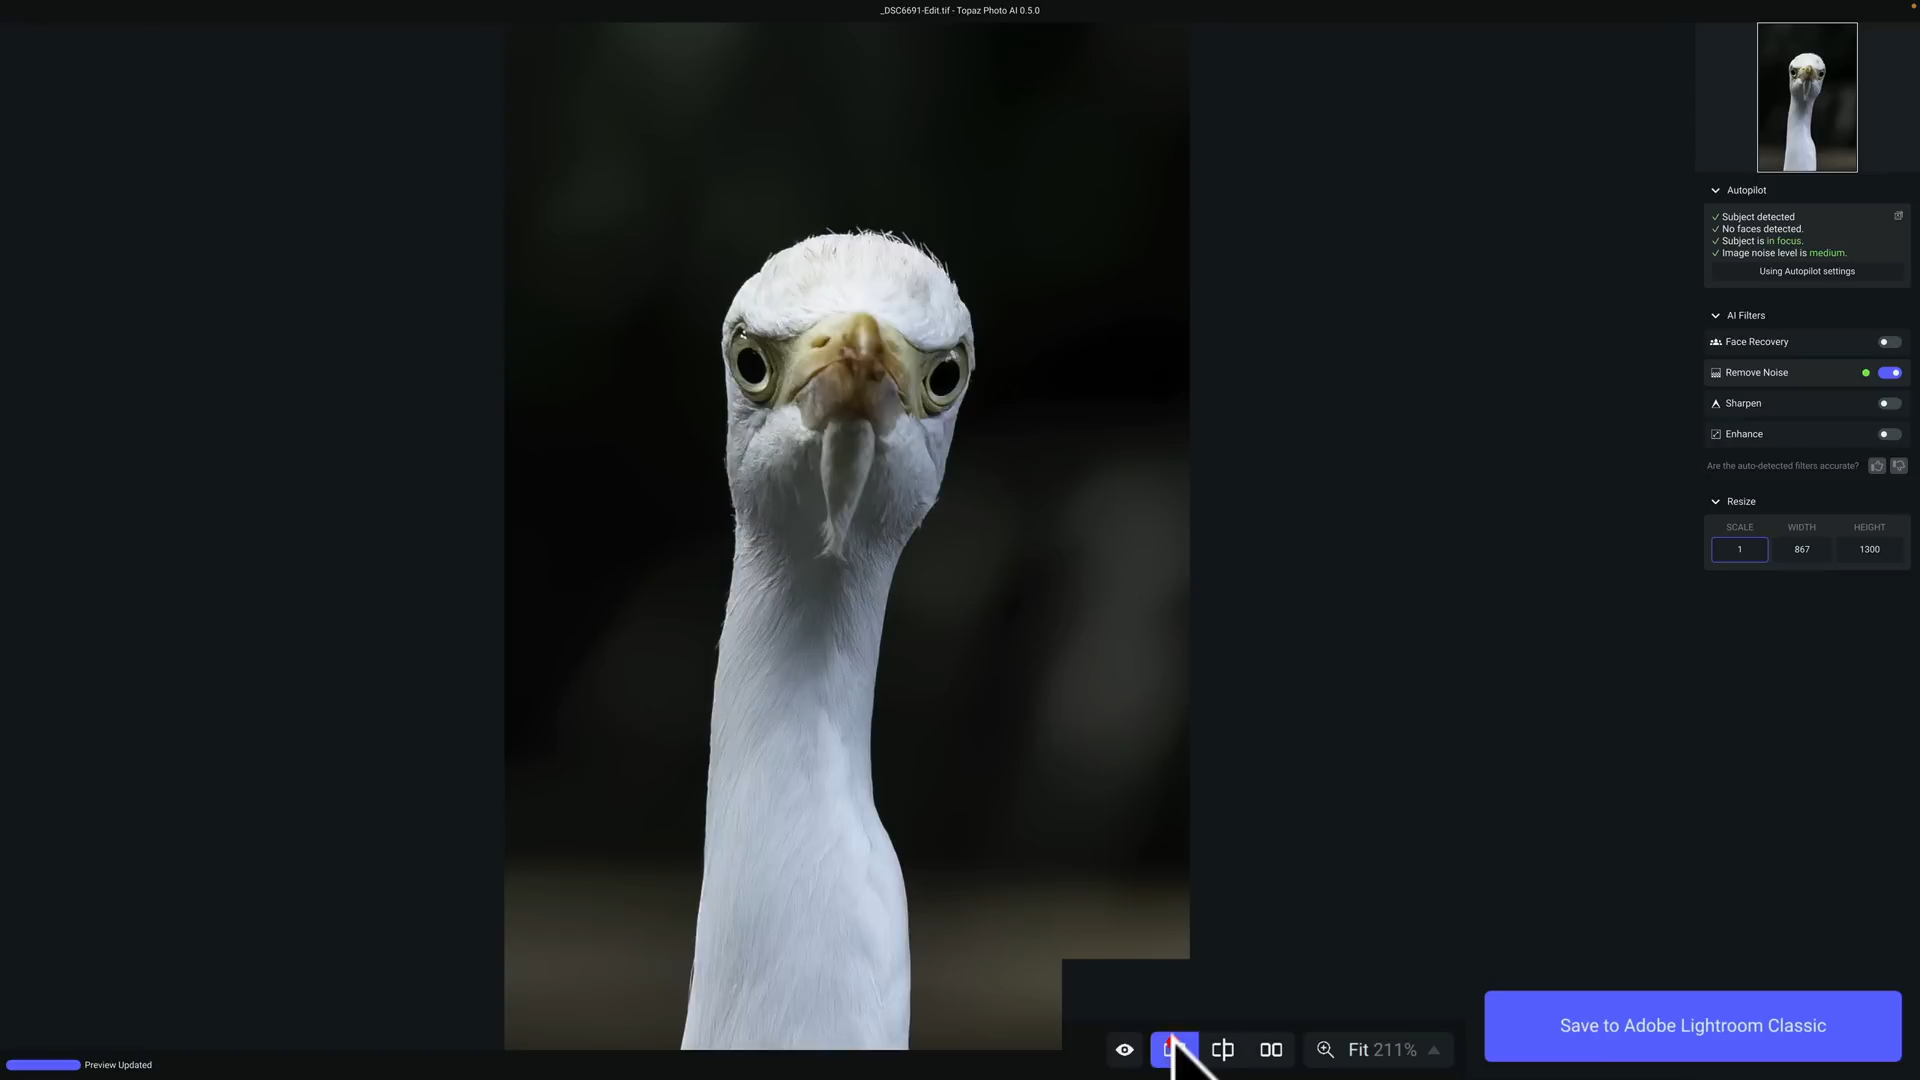 _DSC6691-Edit.tif - Topaz Photo AI 0.5.0
Autopilot
✓ Subject detected
✓ No faces detected.
✓ Subject is in focus.
✓ Image noise level is medium.
Using Autopilot settings
AI Filters
Face Recovery
Remove Noise
Sharpen
Enhance
Are the auto-detected filters accurate?
Resize
SCALE WIDTH HEIGHT
1 867 1300
Save to Adobe Lightroom Classic
Fit 211%
Preview Updated